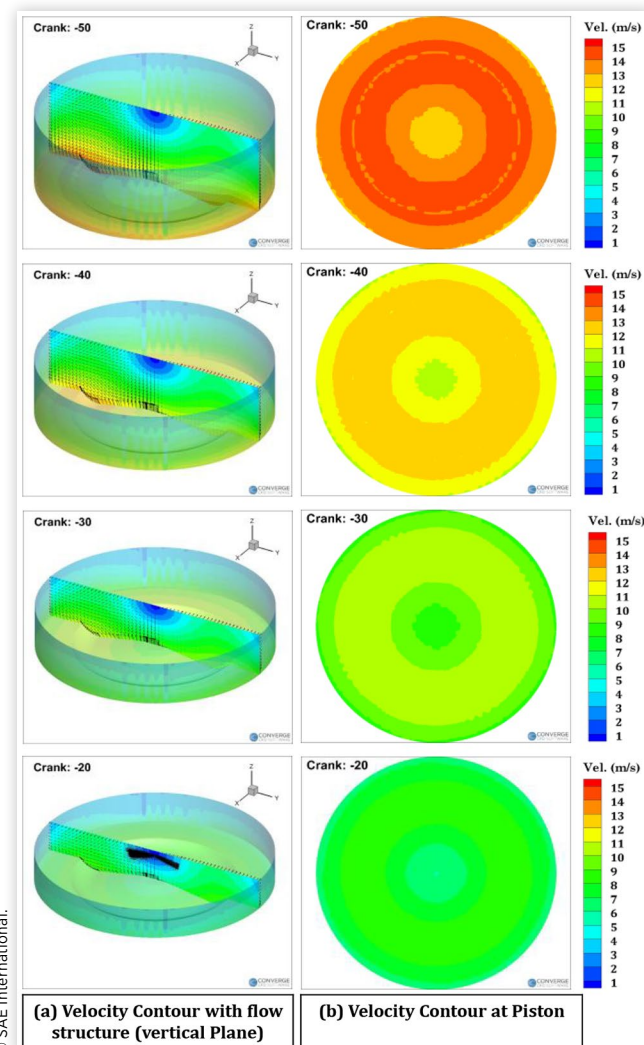 Crank: -50
Z
X
Y
CONVERGE
Crank: -50
CONVERGE
Vel. (m/s)
15
14
13
12
11
10
9
8
7
6
5
4
3
2
1
Crank: -40
Z
X
Y
CONVERGE
Crank: -40
CONVERGE
Vel. (m/s)
15
14
13
12
11
10
9
8
7
6
5
4
3
2
1
Crank: -30
Z
X
Y
CONVERGE
Crank: -30
CONVERGE
Vel. (m/s)
15
14
13
12
11
10
9
8
7
6
5
4
3
2
1
Crank: -20
Z
X
Y
CONVERGE
Crank: -20
CONVERGE
Vel. (m/s)
15
14
13
12
11
10
9
8
7
6
5
4
3
2
1
(a) Velocity Contour with flow
structure (vertical Plane)
(b) Velocity Contour at Piston
SAE International.